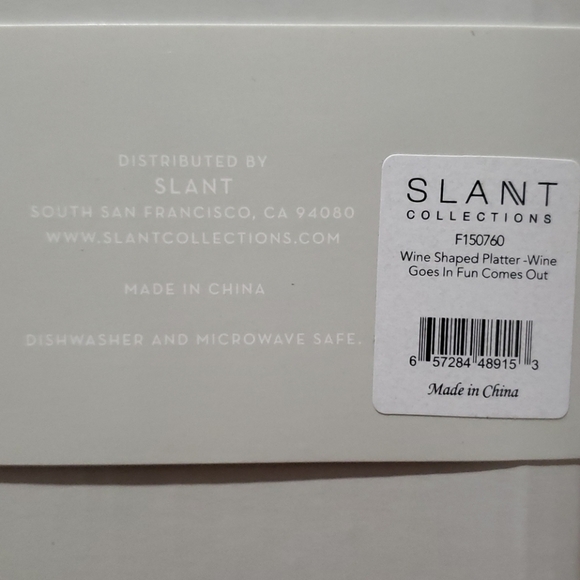 DISTRIBUTED BY
SLANT
SOUTH SAN FRANCISCO, CA 94080
WWW.SLANTCOLLECTIONS.COM
MADE IN CHINA
DISHWASHER AND MICROWAVE SAFE.
SLANT
COLLECTIONS
F150760
Wine Shaped Platter -Wine
Goes In Fun Comes Out
6 57284 48915 3
Made in China